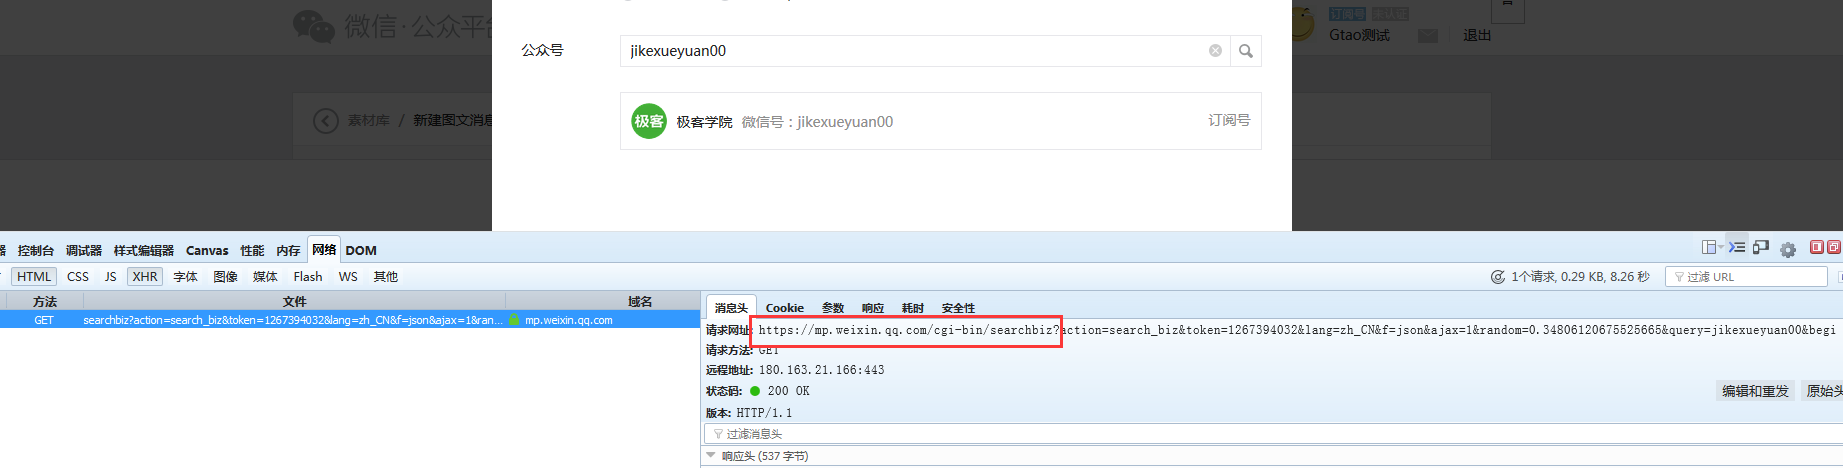 微信·公众平台
订阅号 未认证
Gtao测试
退出
公众号
jikexueyuan00
素材库 / 新建图文消息
极客 极客学院 微信号：jikexueyuan00 订阅号
器 控制台 调试器 样式编辑器 Canvas 性能 内存 网络 DOM
HTML CSS JS XHR 字体 图像 媒体 Flash WS 其他
1个请求, 0.29 KB, 8.26 秒
过滤 URL
方法 文件 域名
GET searchbiz?action=search_biz&token=1267394032&lang=zh_CN&f=json&ajax=1&ran... mp.weixin.qq.com
消息头 Cookie 参数 响应 耗时 安全性
请求网址: https://mp.weixin.qq.com/cgi-bin/searchbiz?action=search_biz&token=1267394032&lang=zh_CN&f=json&ajax=1&random=0.34806120675525665&query=jikexueyuan00&begi
请求方法: GET
远程地址: 180.163.21.166:443
状态码: 200 OK
编辑和重发 原始头
版本: HTTP/1.1
过滤消息头
响应头 (537 字节)